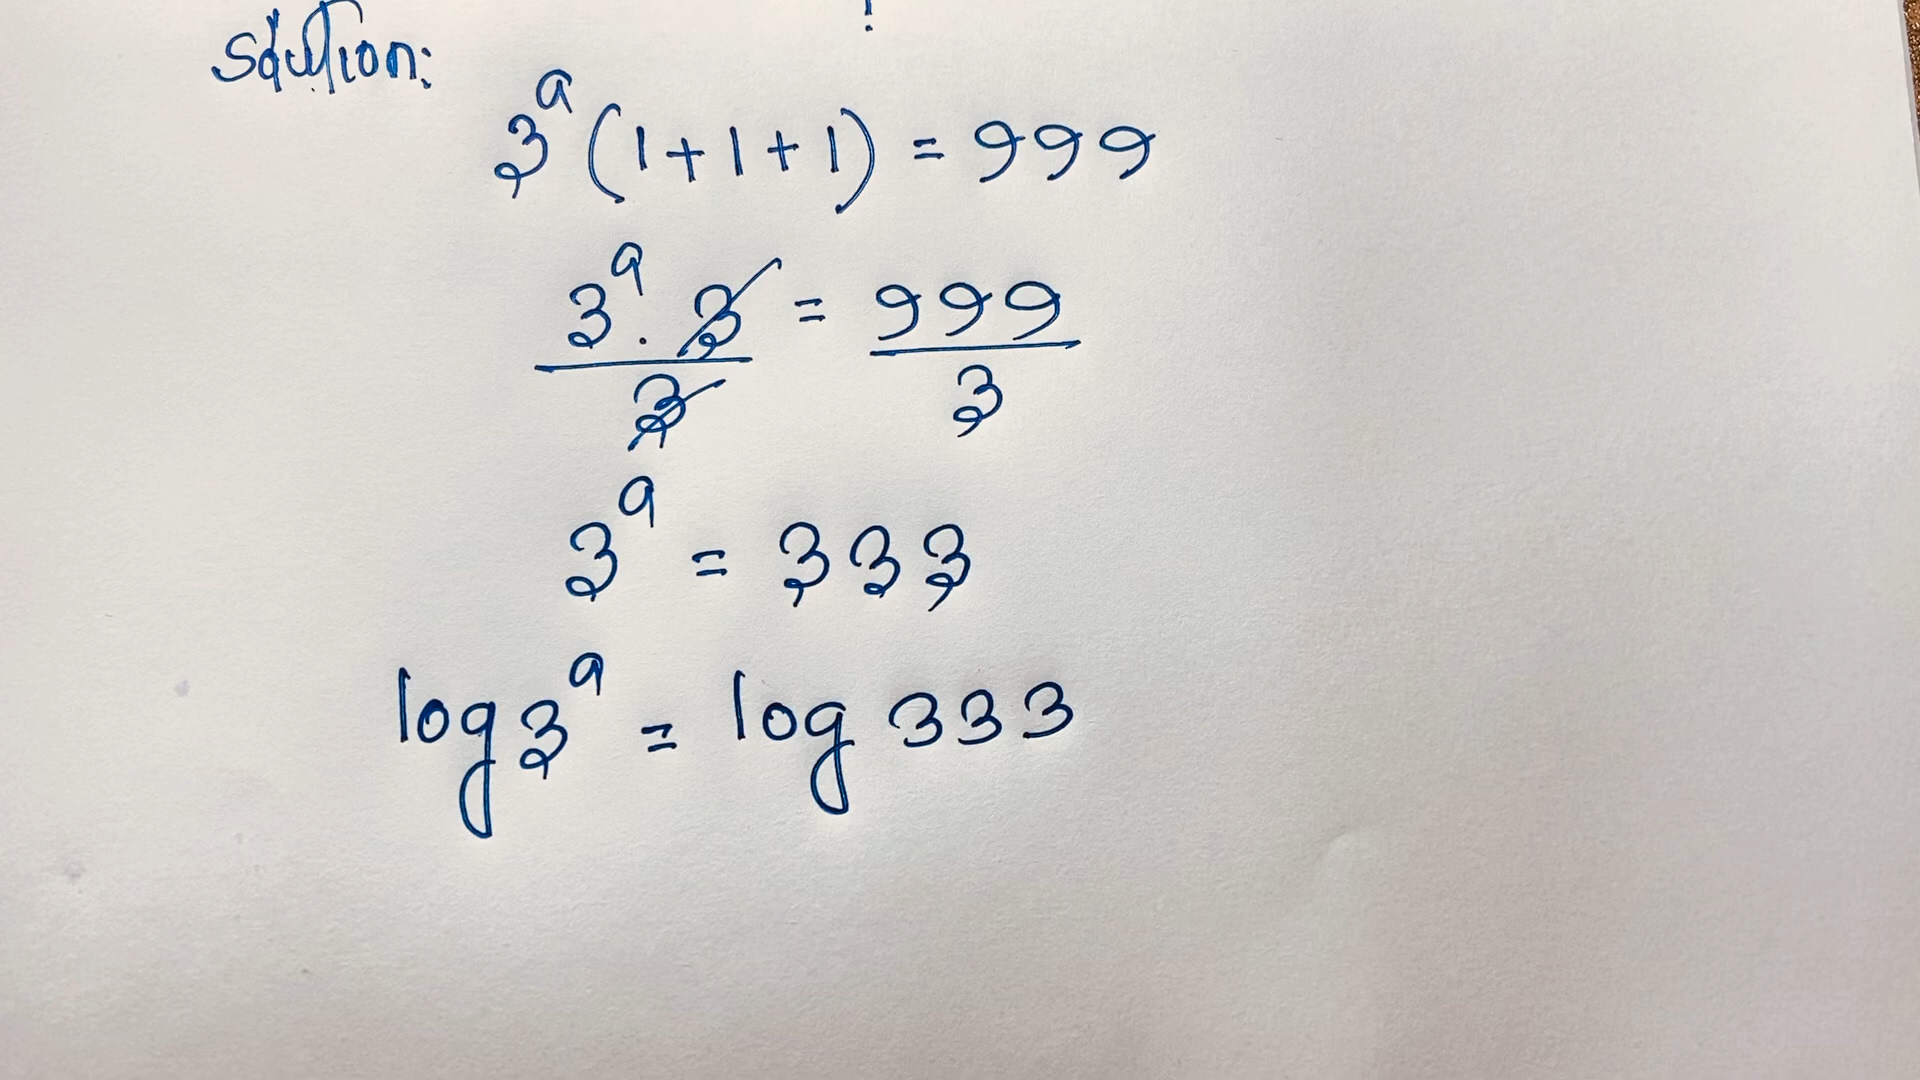 Solution:
3^a (1+1+1) = 999
3^a . 3 / 3 = 999 / 3
3^a = 333
log 3^a = log 333